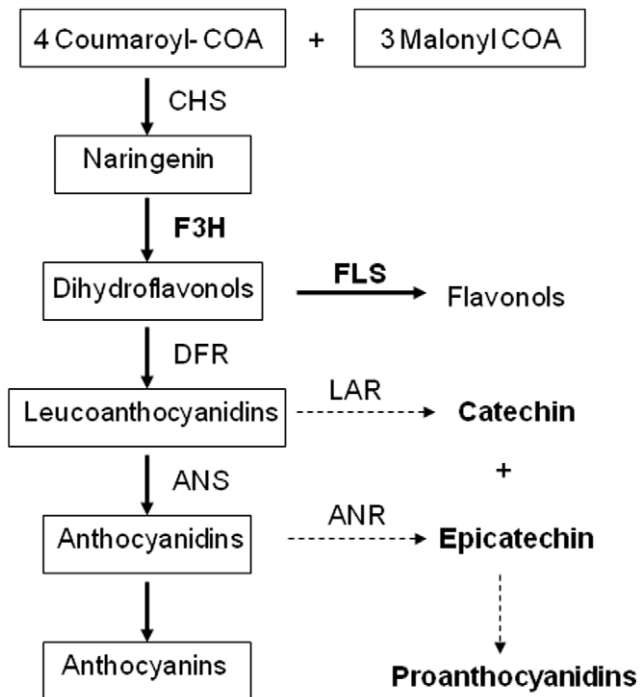 4 Coumaroyl- COA + 3 Malonyl COA
CHS
Naringenin
F3H
Dihydroflavonols FLS Flavonols
DFR
Leucoanthocyanidins LAR Catechin
+
ANS
Anthocyanidins ANR Epicatechin
Anthocyanins Proanthocyanidins